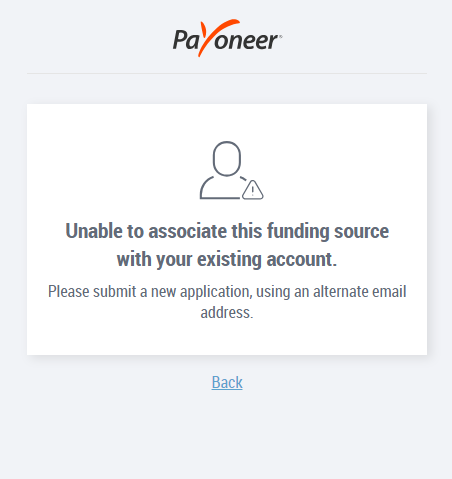 Payoneer
Unable to associate this funding source
with your existing account.
Please submit a new application, using an alternate email
address.
Back